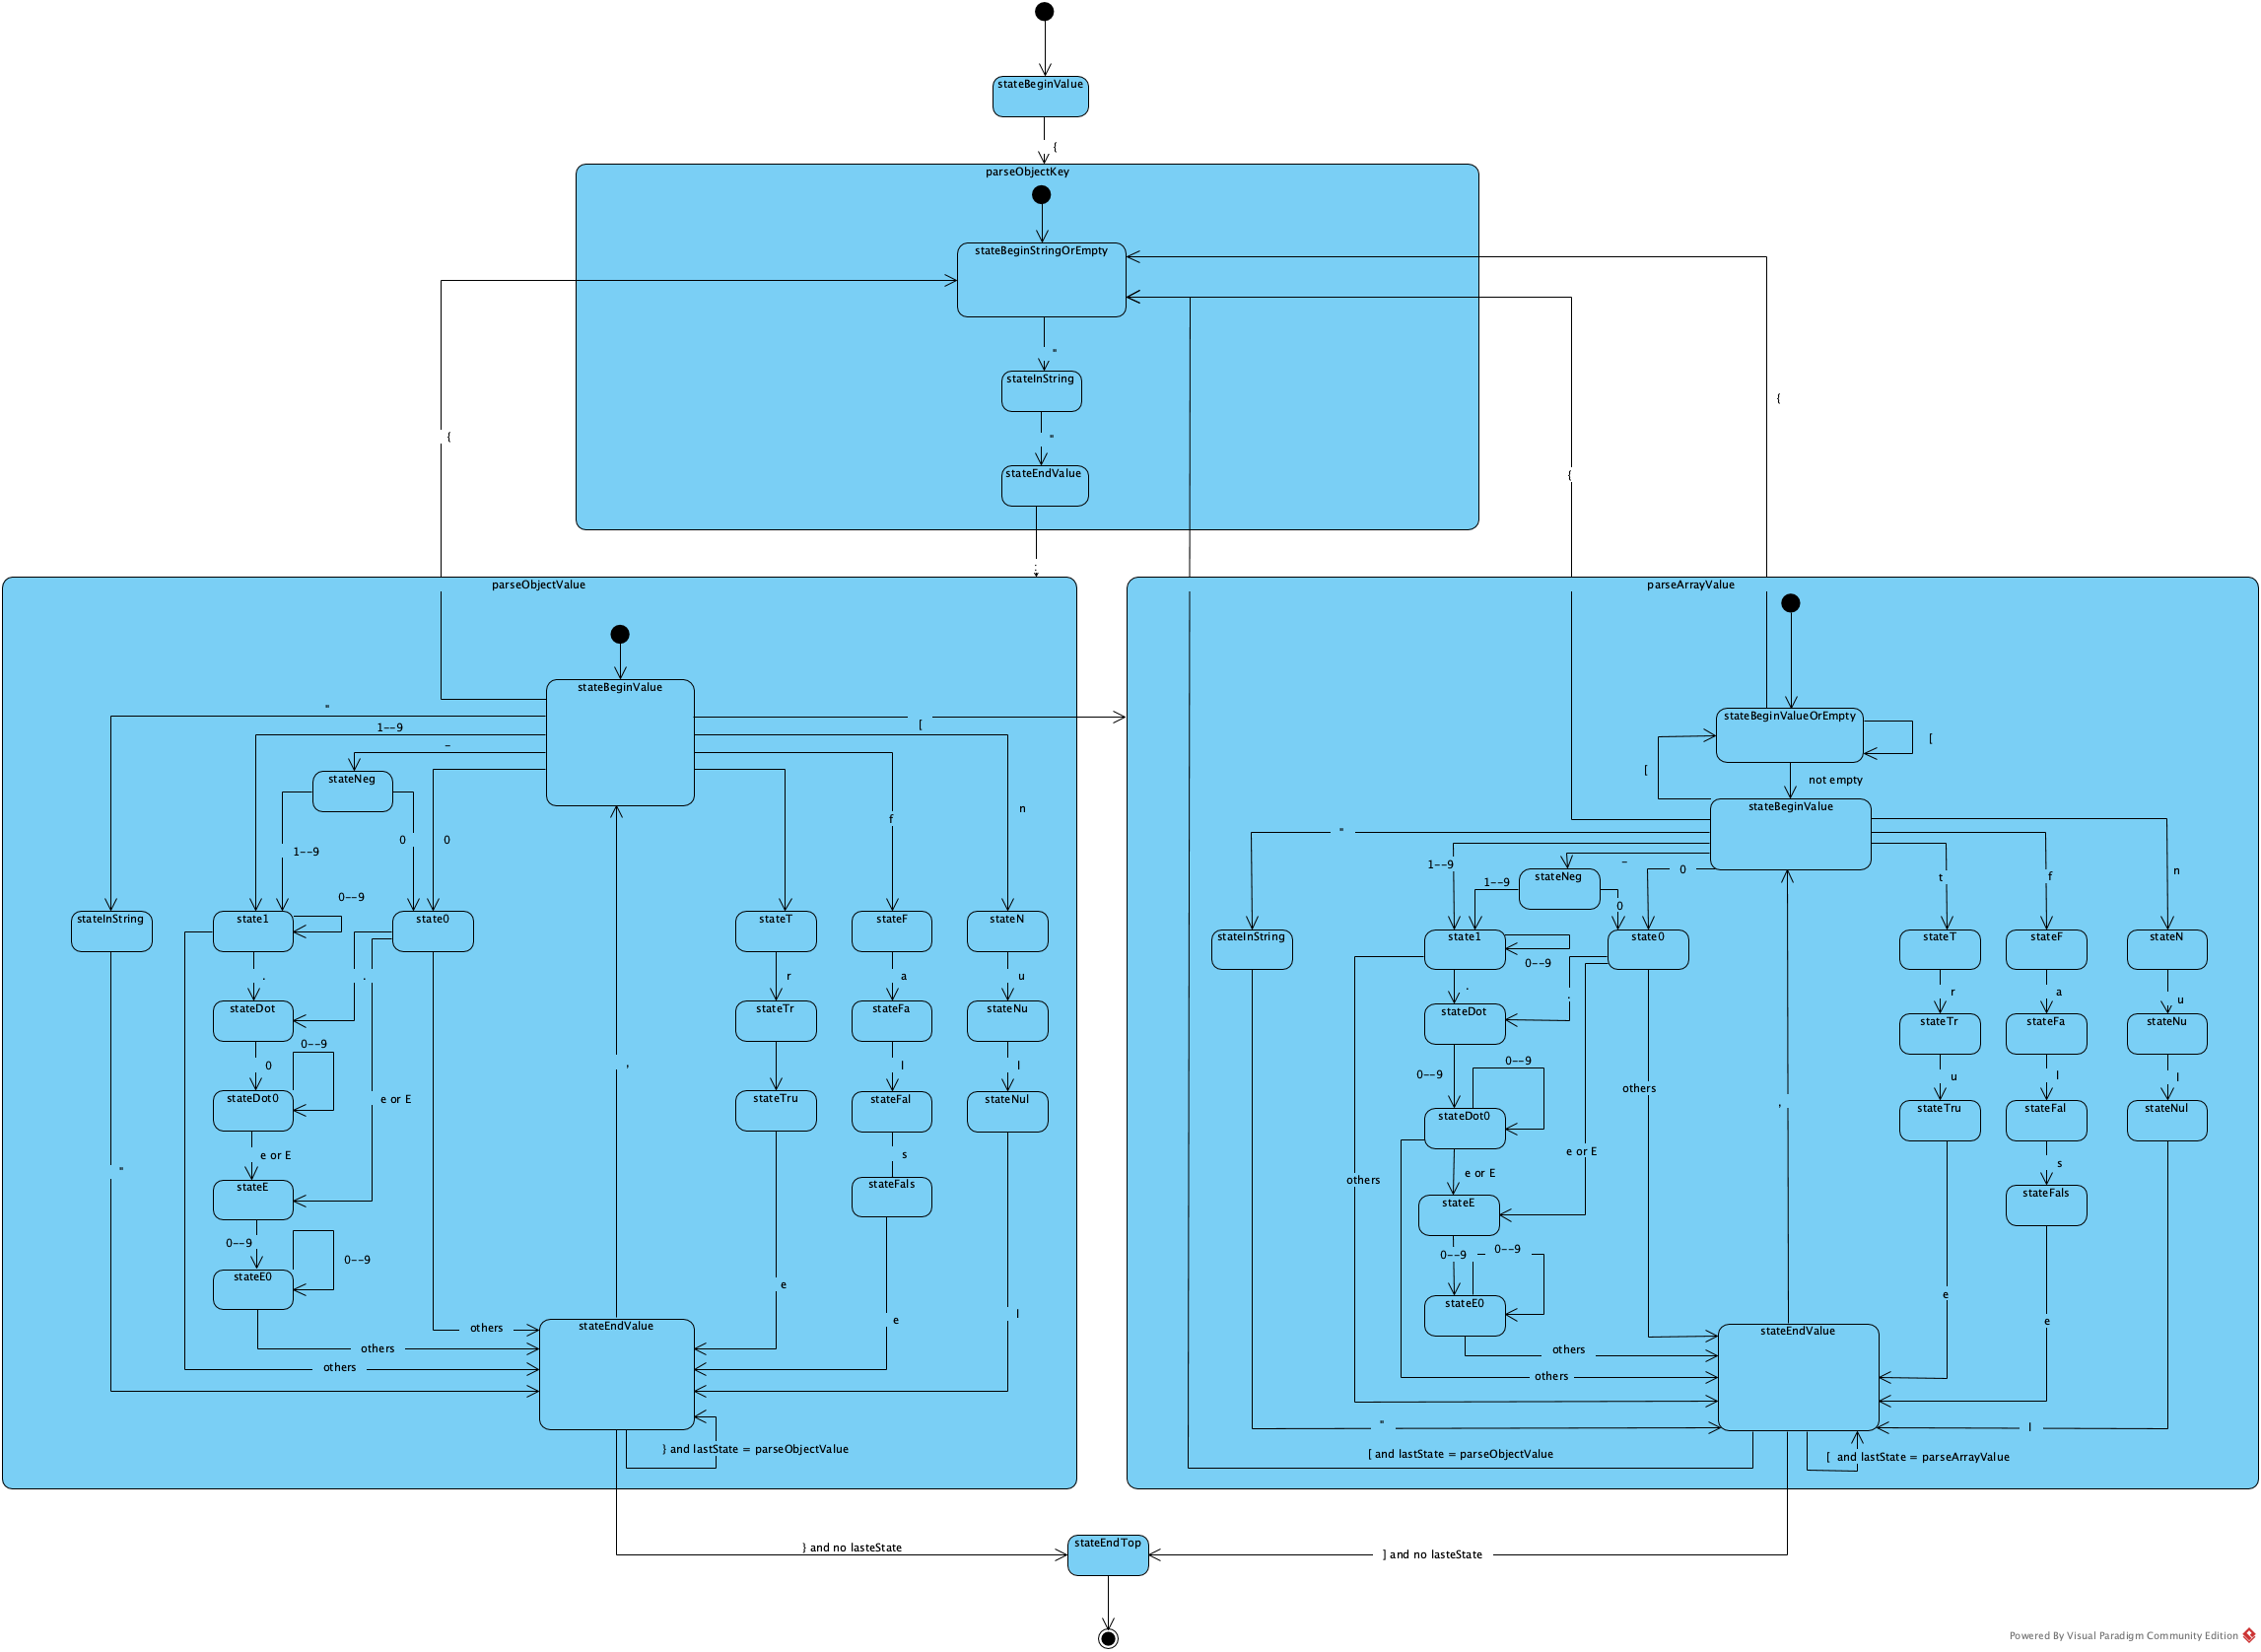 stateBeginValue
{
parseObjectKey
stateBeginStringOrEmpty
"
stateInString
"
stateEndValue
:
{
{
{
parseObjectValue
stateBeginValue
"
1--9
-
[
stateNeg
f
n
0
0
1--9
0--9
stateInString
state1
state0
stateT
stateF
stateN
.
.
r
a
u
stateDot
stateTr
stateFa
stateNu
0--9
0
l
l
,
stateDot0
e or E
stateTru
stateFal
stateNul
e or E
s
"
stateE
stateFals
0--9
0--9
stateE0
e
e
l
others
others
others
stateEndValue
} and lastState = parseObjectValue
parseArrayValue
stateBeginValueOrEmpty
[
[
not empty
stateBeginValue
"
1--9
-
0
t
f
n
stateNeg
1--9
0
stateInString
state1
state0
stateT
stateF
stateN
0--9
.
.
r
a
u
stateDot
stateTr
stateFa
stateNu
0--9
0--9
others
u
l
l
,
stateDot0
stateTru
stateFal
stateNul
e or E
e or E
others
s
stateE
stateFals
0--9
0--9
stateE0
e
e
others
others
stateEndValue
"
l
[ and lastState = parseObjectValue
[ and lastState = parseArrayValue
} and no lasteState
stateEndTop
] and no lasteState
Powered By Visual Paradigm Community Edition